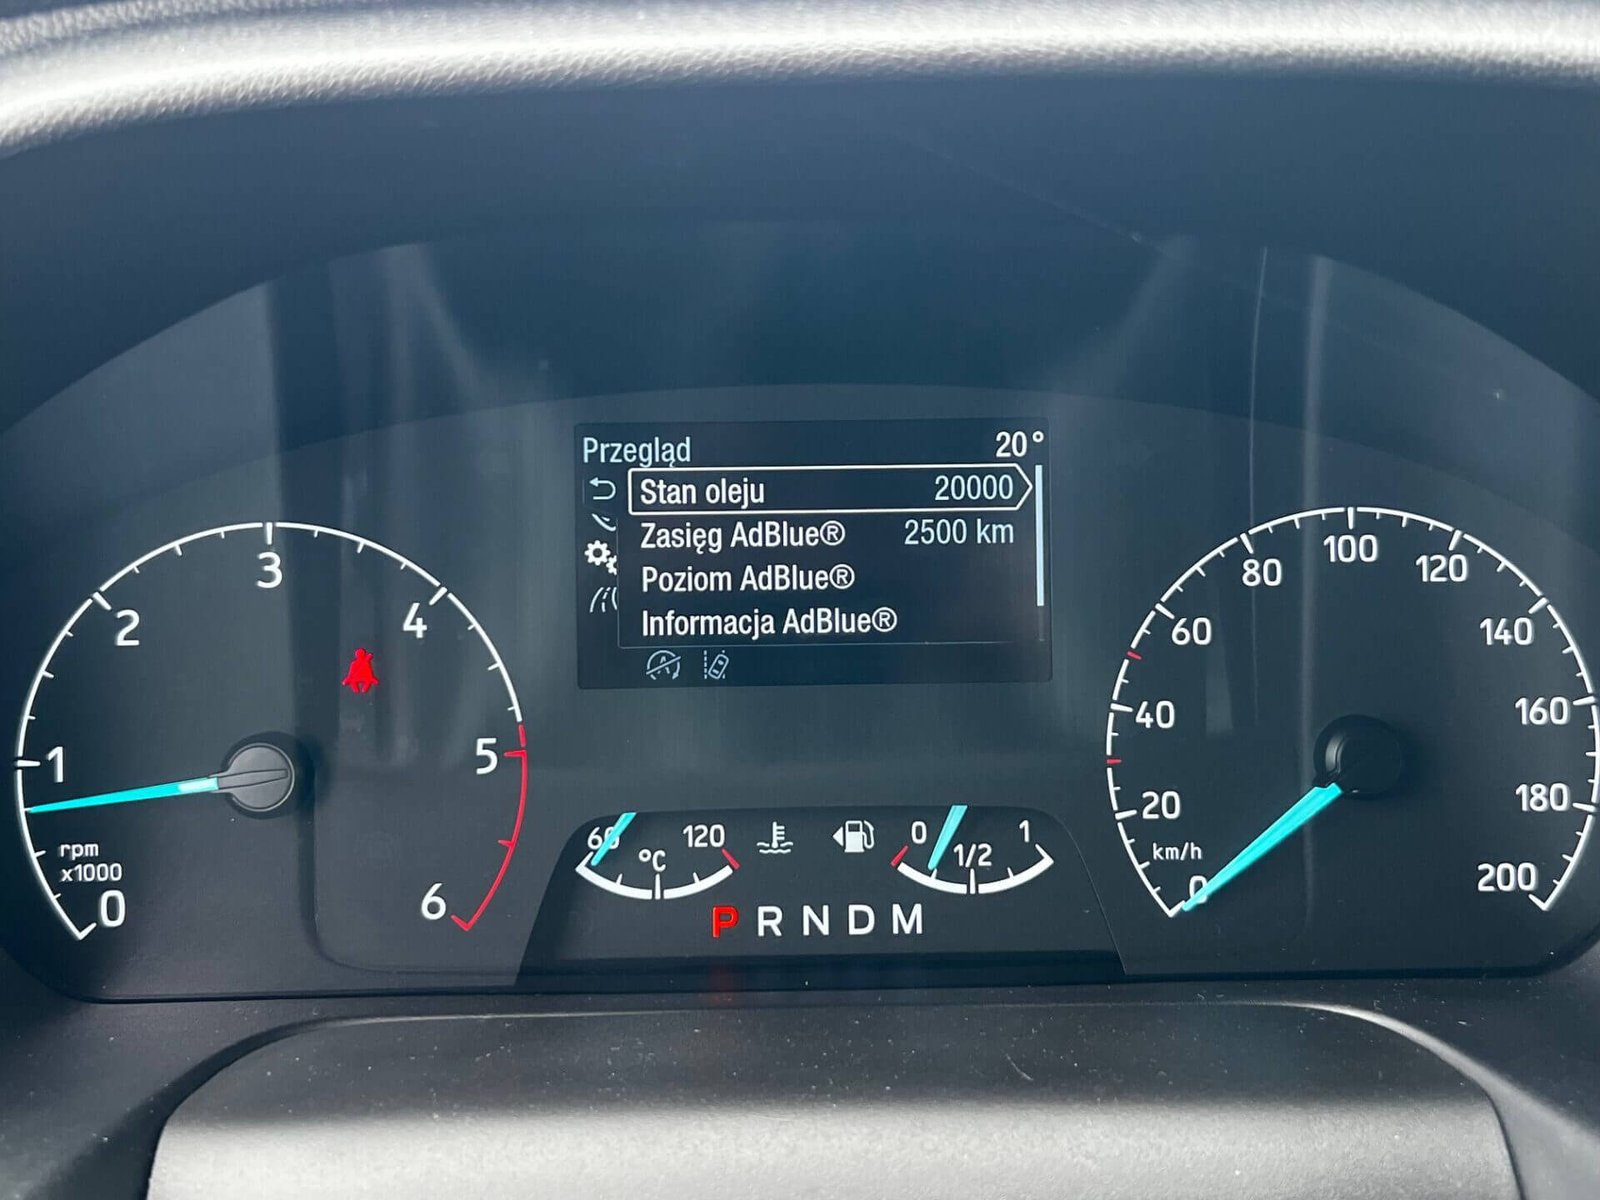 Przegląd 20°
Stan oleju 20000
Zasięg AdBlue® 2500 km
Poziom AdBlue®
Informacja AdBlue®
0 1 2 3 4 5 6
rpm
x1000
60 °C 120
0 1/2 1
P R N D M
0 20 40 60 80 100 120 140 160 180 200
km/h